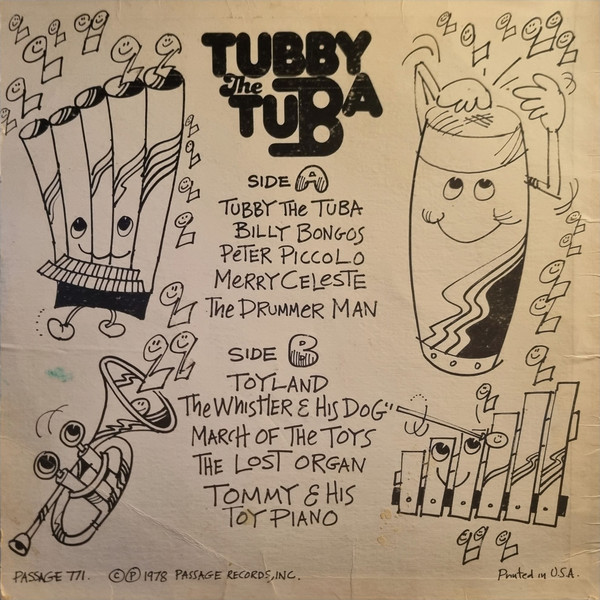 TUBBY
The
TUBA
SIDE A
TUBBY THE TUBA
BILLY BONGOS
PETER PICCOLO
MERRY CELESTE
The DRUMMER MAN
SIDE B
TOYLAND
The WHISTLER & HIS DOG"
MARCH OF THE TOYS
THE LOST ORGAN
TOMMY & HIS
TOY PIANO
PASSAGE 771. © ℗ 1978 PASSAGE RECORDS, INC.
Printed in U.S.A.